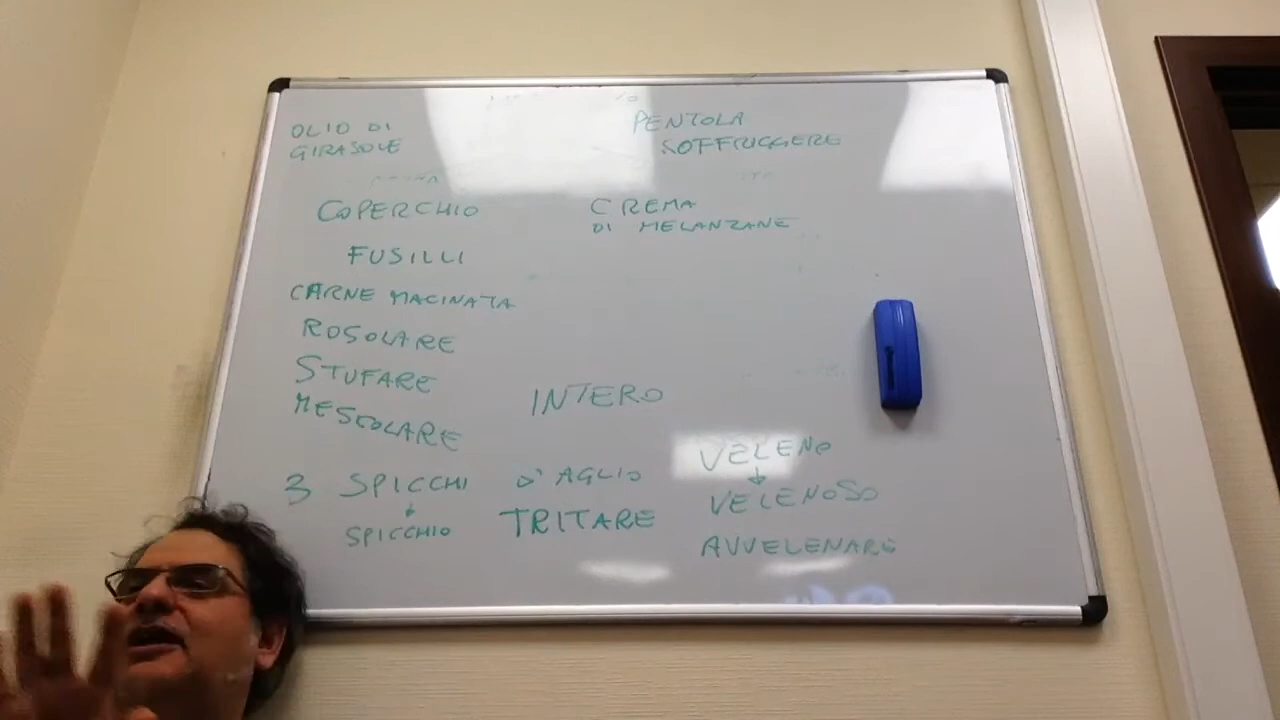 OLIO DI
GIRASOLE
PENTOLA
SOFFRIGGERE
COPERCHIO
CREMA
DI MELANZANE
FUSILLI
CARNE MACINATA
ROSOLARE
STUFARE
MESCOLARE
INTERO
3 SPICCHI D'AGLIO
SPICCHIO
TRITARE
VELENO
VELENOSO
AVVELENARE